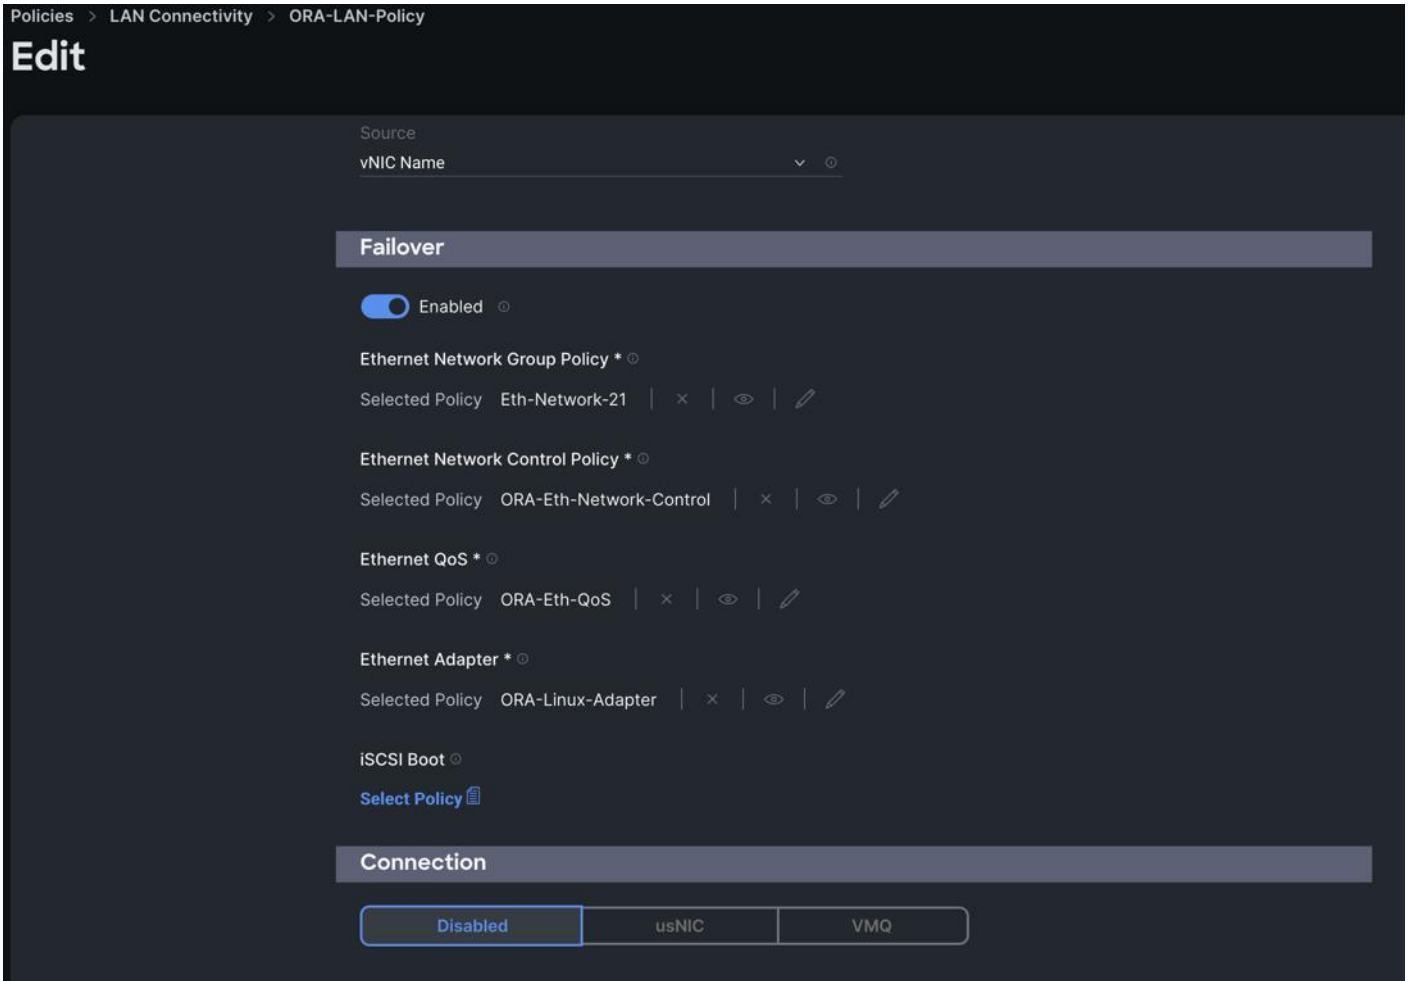 Policies > LAN Connectivity > ORA-LAN-Policy
Edit
Source
vNIC Name
Failover
Enabled
Ethernet Network Group Policy *
Selected Policy Eth-Network-21
Ethernet Network Control Policy *
Selected Policy ORA-Eth-Network-Control
Ethernet QoS *
Selected Policy ORA-Eth-QoS
Ethernet Adapter *
Selected Policy ORA-Linux-Adapter
iSCSI Boot
Select Policy
Connection
Disabled usNIC VMQ